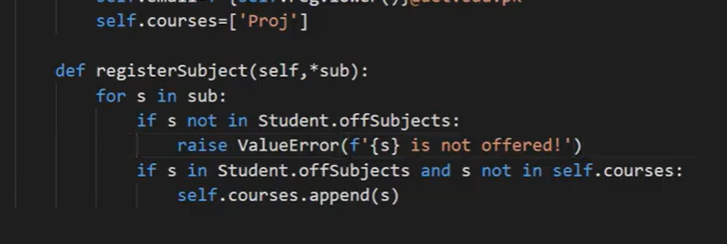 self.courses=['Proj']
def registerSubject(self,*sub):
for s in sub:
if s not in Student.offSubjects:
raise ValueError(f'{s} is not offered!')
if s in Student.offSubjects and s not in self.courses:
self.courses.append(s)